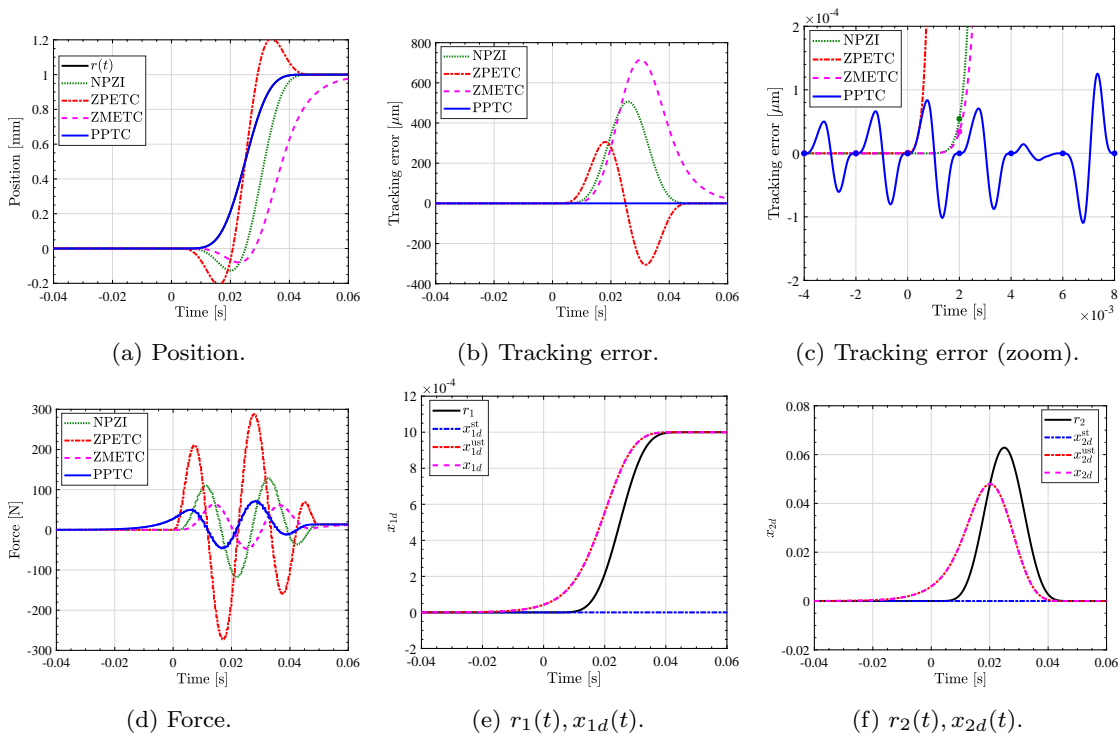 r(t)
NPZI
ZPETC
ZMETC
PPTC
Position [mm]
1.2
1
0.8
0.6
0.4
0.2
0
-0.2
-0.04 -0.02 0 0.02 0.04 0.06
Time [s]
(a) Position.
NPZI
ZPETC
ZMETC
PPTC
Tracking error [μm]
800
600
400
200
0
-200
-400
-0.04 -0.02 0 0.02 0.04 0.06
Time [s]
(b) Tracking error.
×10⁻⁴
NPZI
ZPETC
ZMETC
PPTC
Tracking error [μm]
2
1
0
-1
-2
-4 -2 0 2 4 6 8
Time [s]
×10⁻³
(c) Tracking error (zoom).
NPZI
ZPETC
ZMETC
PPTC
Force [N]
300
200
100
0
-100
-200
-300
-0.04 -0.02 0 0.02 0.04 0.06
Time [s]
(d) Force.
×10⁻⁴
r₁
x₁d^st
x₁d^ust
x₁d
x₁d
12
10
8
6
4
2
0
-2
-0.04 -0.02 0 0.02 0.04 0.06
Time [s]
(e) r₁(t), x₁d(t).
r₂
x₂d^st
x₂d^ust
x₂d
x₂d
0.08
0.06
0.04
0.02
0
-0.02
-0.04 -0.02 0 0.02 0.04 0.06
Time [s]
(f) r₂(t), x₂d(t).